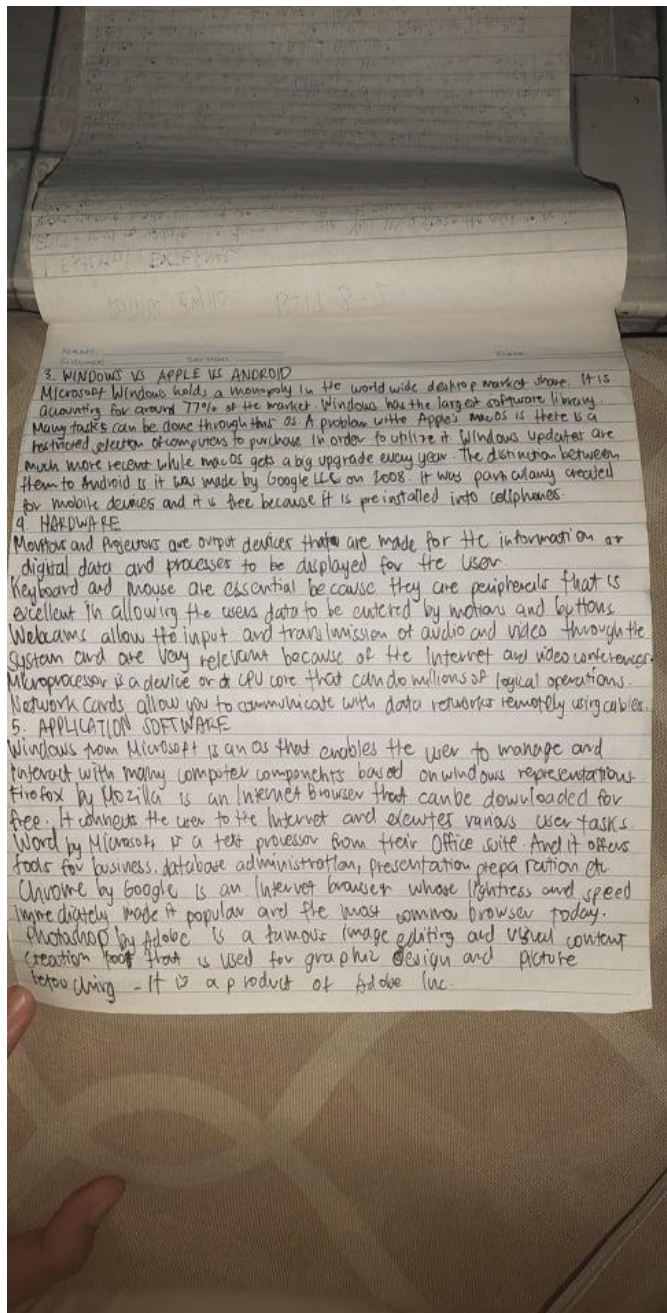 NAME:
Subject: Section: Date:
3. WINDOWS VS APPLE VS ANDROID
Microsoft Windows holds a monopoly in the world wide desktop market share. It is
accounting for around 77% of the market. Windows has the largest software library.
Many tasks can be done through this OS. A problem with Apple's macOS is there is a
restricted selection of computers to purchase in order to utilize it. Windows updates are
much more recent while macOS gets a big upgrade every year. The distinction between
them to Android is it was made by Google LLC on 2008. It was particularly created
for mobile devices and it is free because it is preinstalled into cellphones.
4. HARDWARE
Monitors and Projectors are output devices that are made for the information or
digital data and processes to be displayed for the user.
Keyboard and mouse are essential because they are peripherals that is
excellent in allowing the users data to be entered by motions and buttons.
Webcams allow the input and transmission of audio and video through the
system and are very relevant because of the Internet and video conferences.
Microprocessor is a device or a CPU core that can do millions of logical operations.
Network Cards allow you to communicate with data networks remotely using cables.
5. APPLICATION SOFTWARE
Windows from Microsoft is an OS that enables the user to manage and
interact with many computer components based on windows representations.
Firefox by Mozilla is an Internet Browser that can be downloaded for
free. It connects the user to the Internet and executes various user tasks.
Word by Microsoft is a text processor from their Office suite. And it offers
tools for business, database administration, presentation preparation etc.
Chrome by Google is an Internet browser whose lightness and speed
immediately made it popular and the most common browser today.
Photoshop by Adobe is a famous image editing and visual content
creation tool that is used for graphic design and picture
retouching - It is a product of Adobe Inc.